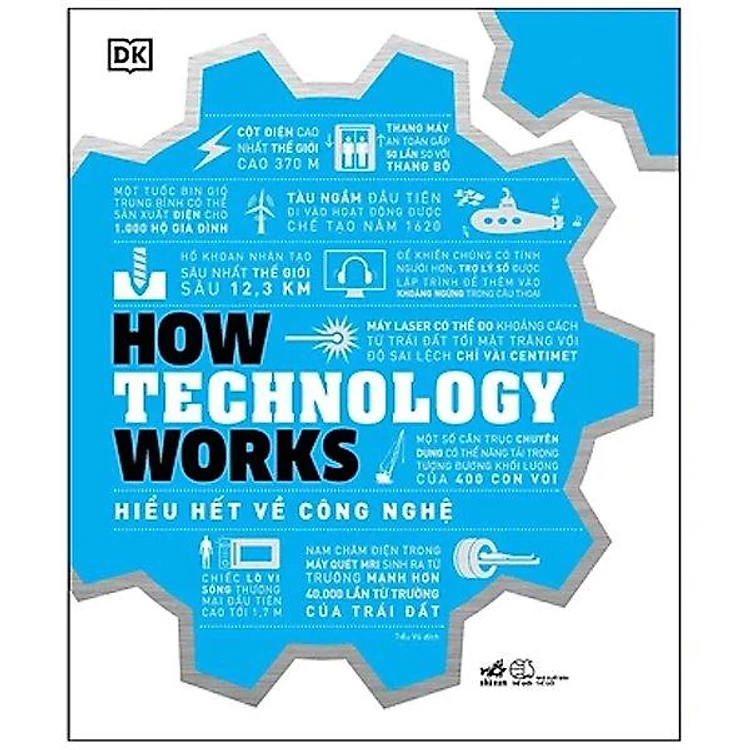 DK
CỘT ĐIỆN CAO
NHẤT THẾ GIỚI
CAO 370 M
THANG MÁY
AN TOÀN GẤP
50 LẦN SO VỚI
THANG BỘ
MỘT TUỐC BIN GIÓ
TRUNG BÌNH CÓ THỂ
SẢN XUẤT ĐIỆN CHO
1.000 HỘ GIA ĐÌNH
TÀU NGẦM ĐẦU TIÊN
ĐI VÀO HOẠT ĐỘNG ĐƯỢC
CHẾ TẠO NĂM 1620
HỐ KHOAN NHÂN TẠO
SÂU NHẤT THẾ GIỚI
SÂU 12,3 KM
ĐỂ KHIẾN CHÚNG CÓ TÍNH
NGƯỜI HƠN, TRỢ LÝ SỐ ĐƯỢC
LẬP TRÌNH ĐỂ THÊM VÀO
KHOẢNG NGỪNG TRONG CÂU THOẠI
MÁY LASER CÓ THỂ ĐO KHOẢNG CÁCH
TỪ TRÁI ĐẤT TỚI MẶT TRĂNG VỚI
ĐỘ SAI LỆCH CHỈ VÀI CENTIMET
HOW
TECHNOLOGY
WORKS
MỘT SỐ CẦN TRỤC CHUYÊN
DỤNG CÓ THỂ NÂNG TẢI TRỌNG
TƯƠNG ĐƯƠNG KHỐI LƯỢNG
CỦA 400 CON VOI
HIỂU HẾT VỀ CÔNG NGHỆ
CHIẾC LÒ VI
SÓNG THƯƠNG
MẠI ĐẦU TIÊN
CAO TỚI 1,7 M
NAM CHÂM ĐIỆN TRONG
MÁY QUÉT MRI SINH RA TỪ
TRƯỜNG MẠNH HƠN
40.000 LẦN TỪ TRƯỜNG
CỦA TRÁI ĐẤT
Tiểu Vũ dịch
nhã nam
THẾ GIỚI